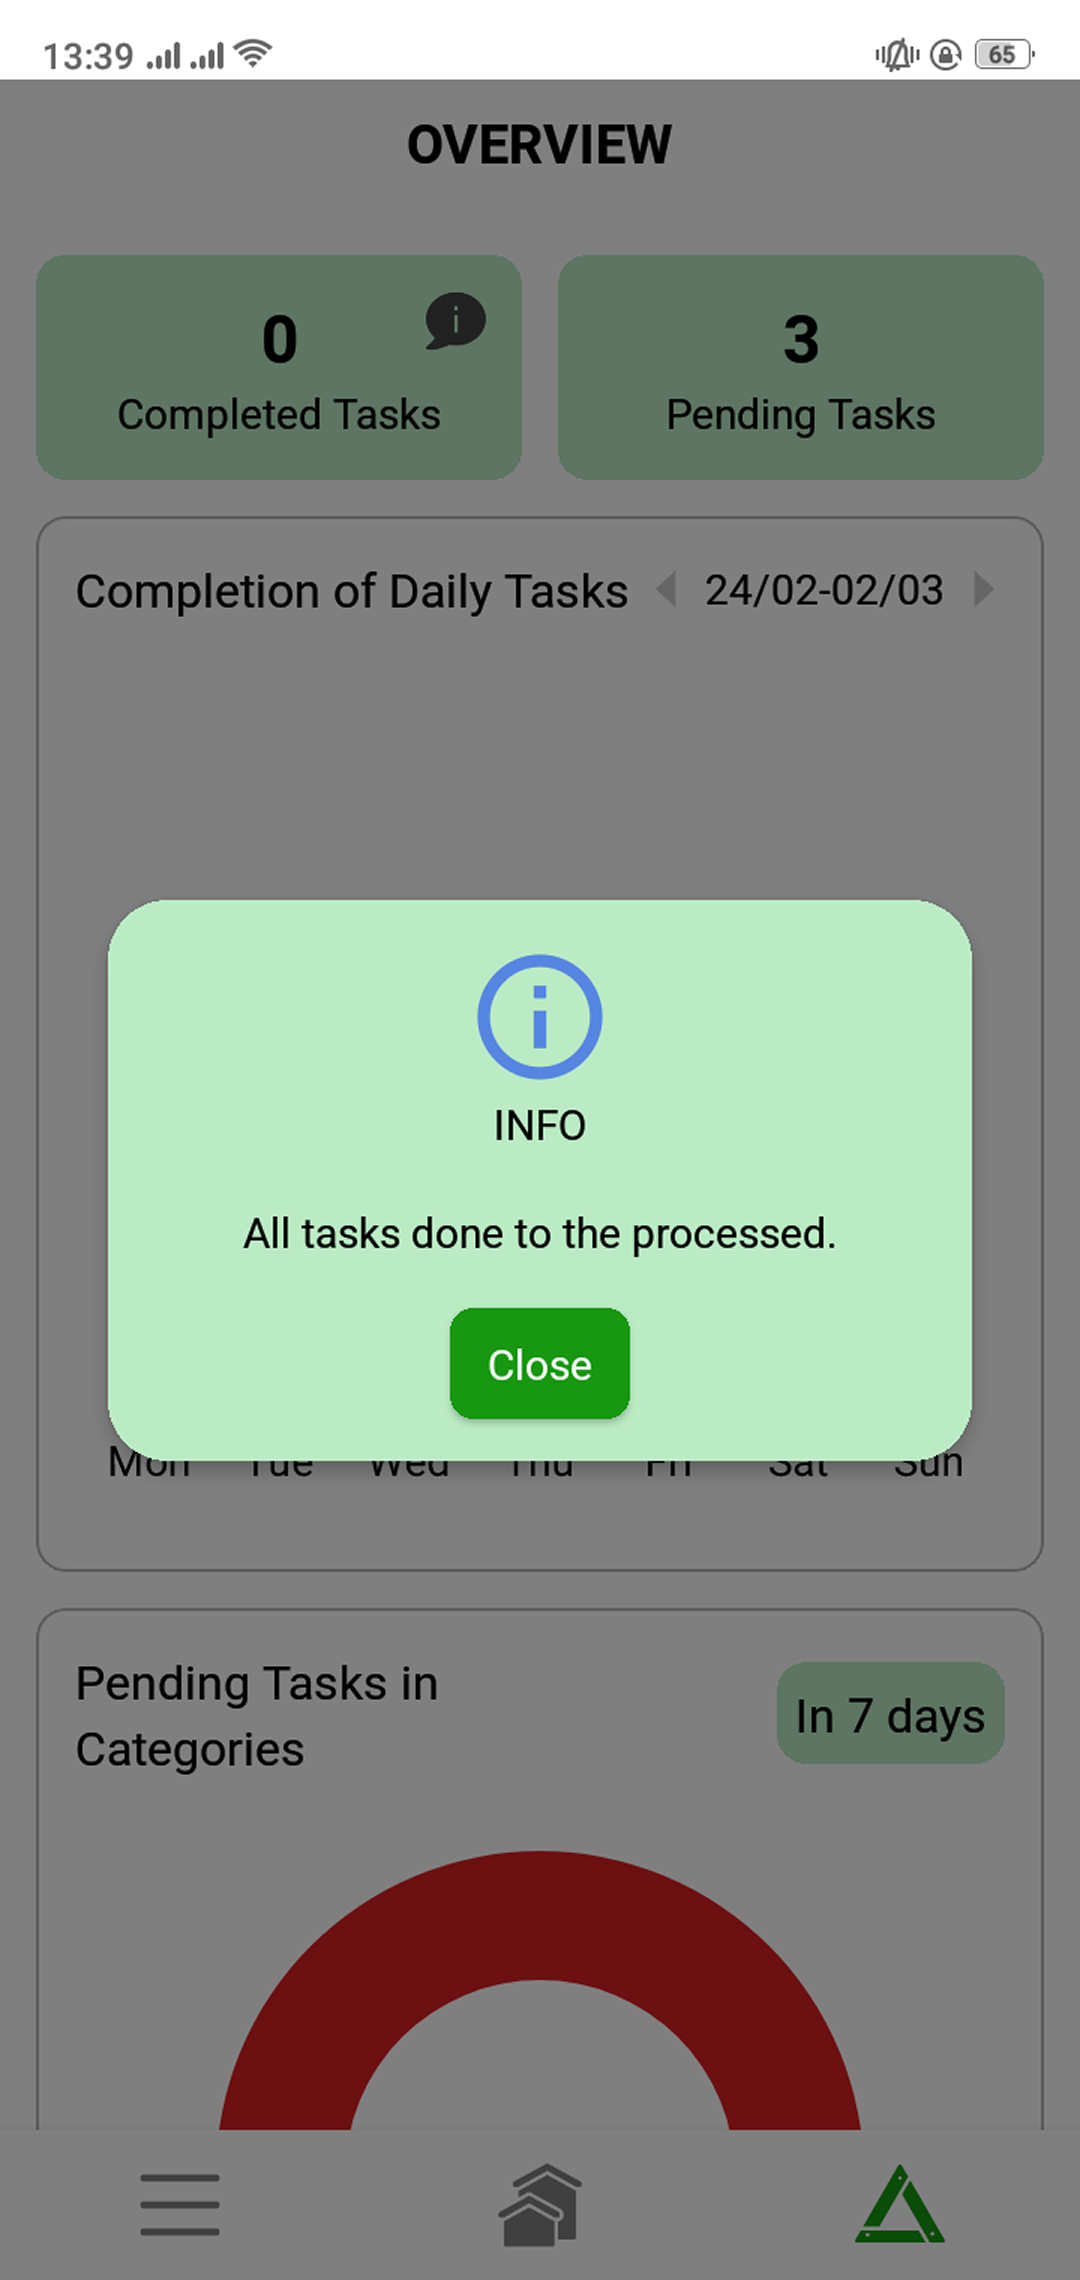 13:39
65
OVERVIEW
0
Completed Tasks
3
Pending Tasks
Completion of Daily Tasks
24/02-02/03
INFO
All tasks done to the processed.
Close
Mon Tue Wed Thu Fri Sat Sun
Pending Tasks in
Categories
In 7 days